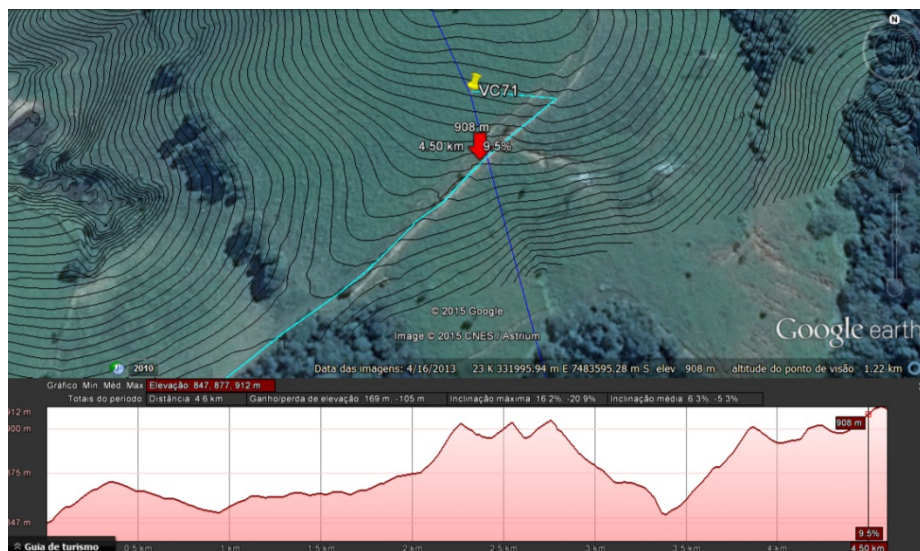 N
VC71
908 m
4.50 km 9.5%
© 2015 Google
Image © 2015 CNES / Astrium
Google earth
2010
Data das imagens: 4/16/2013 23 K 331995.94 m E 7483595.28 m S elev 908 m altitude do ponto de visão 1.22 km
Gráfico Min. Méd. Max Elevação: 847, 877, 912 m
Totais do período Distância: 4.6 km Ganho/perda de elevação: 169 m, -105 m Inclinação máxima: 16.2%, -20.9% Inclinação média: 6.3%, -5.3%
912 m
900 m
908 m
875 m
847 m
9.5%
Guia de turismo
0.5 km 1 km 1.5 km 2 km 2.5 km 3 km 3.5 km 4 km 4.50 km